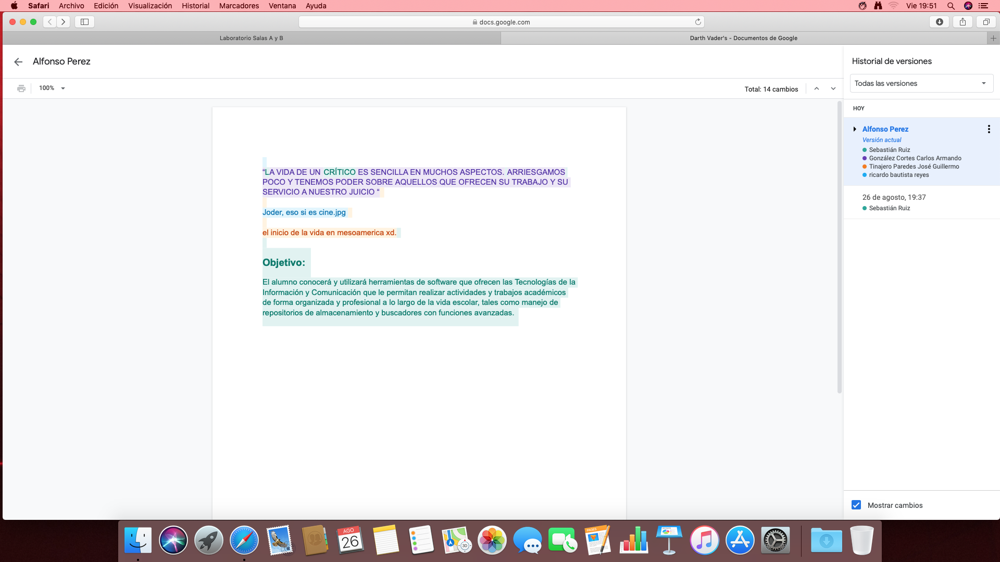 Safari Archivo Edición Visualización Historial Marcadores Ventana Ayuda Vie 19:51
docs.google.com
Laboratorio Salas A y B Darth Vader's - Documentos de Google
Alfonso Perez
100% Total: 14 cambios
“LA VIDA DE UN CRÍTICO ES SENCILLA EN MUCHOS ASPECTOS. ARRIESGAMOS
POCO Y TENEMOS PODER SOBRE AQUELLOS QUE OFRECEN SU TRABAJO Y SU
SERVICIO A NUESTRO JUICIO “
Joder, eso si es cine.jpg
el inicio de la vida en mesoamerica xd.
Objetivo:
El alumno conocerá y utilizará herramientas de software que ofrecen las Tecnologías de la
Información y Comunicación que le permitan realizar actividades y trabajos académicos
de forma organizada y profesional a lo largo de la vida escolar, tales como manejo de
repositorios de almacenamiento y buscadores con funciones avanzadas.
Historial de versiones
Todas las versiones
HOY
Alfonso Perez
Versión actual
Sebastián Ruiz
González Cortes Carlos Armando
Tinajero Paredes José Guillermo
ricardo bautista reyes
26 de agosto, 19:37
Sebastián Ruiz
Mostrar cambios
AGO
26
3D
PAGES